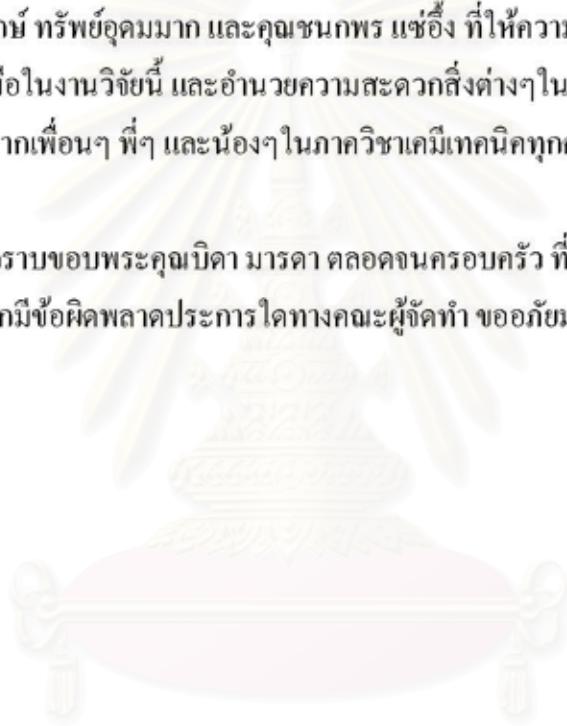 กษ์ ทรัพย์อุดมมาก และคุณชนกพร แซ่อึ้ง ที่ให้ความ
มือในงานวิจัยนี้ และอำนวยความสะดวกสิ่งต่างๆใน
ากเพื่อนๆ พี่ๆ และน้องๆในภาควิชาเคมีเทคนิคทุก
ราบขอบพระคุณบิดา มารดา ตลอดจนครอบครัว ที่
กมีข้อผิดพลาดประการใดทางคณะผู้จัดทำ ขออภัย